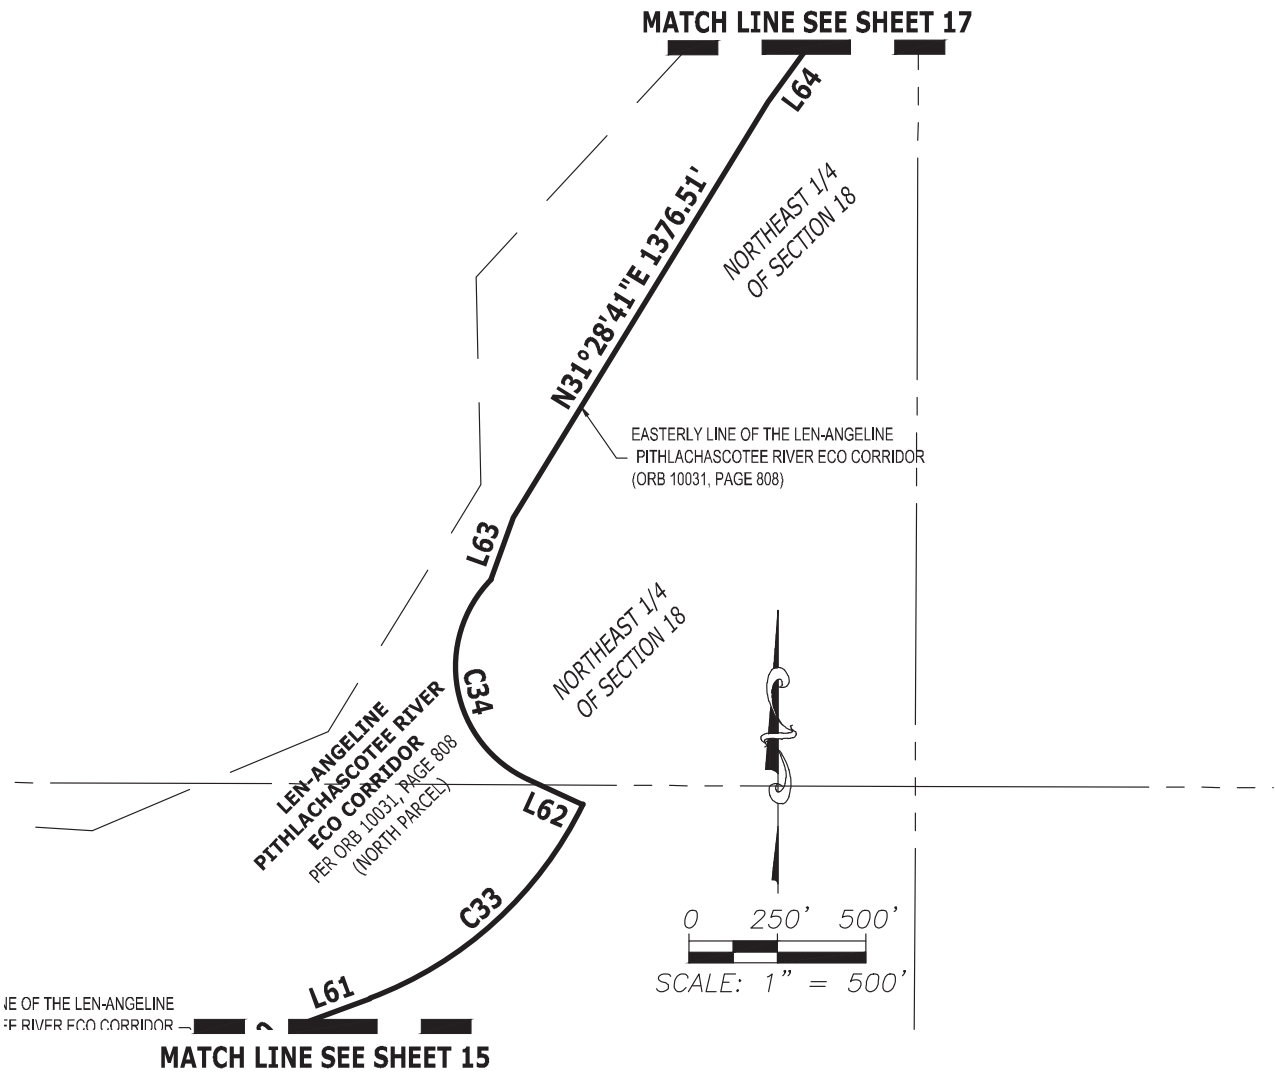 MATCH LINE SEE SHEET 17
L64
N31°28'41"E 1376.51'
NORTHEAST 1/4
OF SECTION 18
EASTERLY LINE OF THE LEN-ANGELINE
PITHLACHASCOTEE RIVER ECO CORRIDOR
(ORB 10031, PAGE 808)
L63
NORTHEAST 1/4
OF SECTION 18
C34
LEN-ANGELINE
PITHLACHASCOTEE RIVER
ECO CORRIDOR
PER ORB 10031, PAGE 808
(NORTH PARCEL)
L62
C33
0 250' 500'
SCALE: 1" = 500'
L61
OF THE LEN-ANGELINE
RIVER ECO CORRIDOR
MATCH LINE SEE SHEET 15